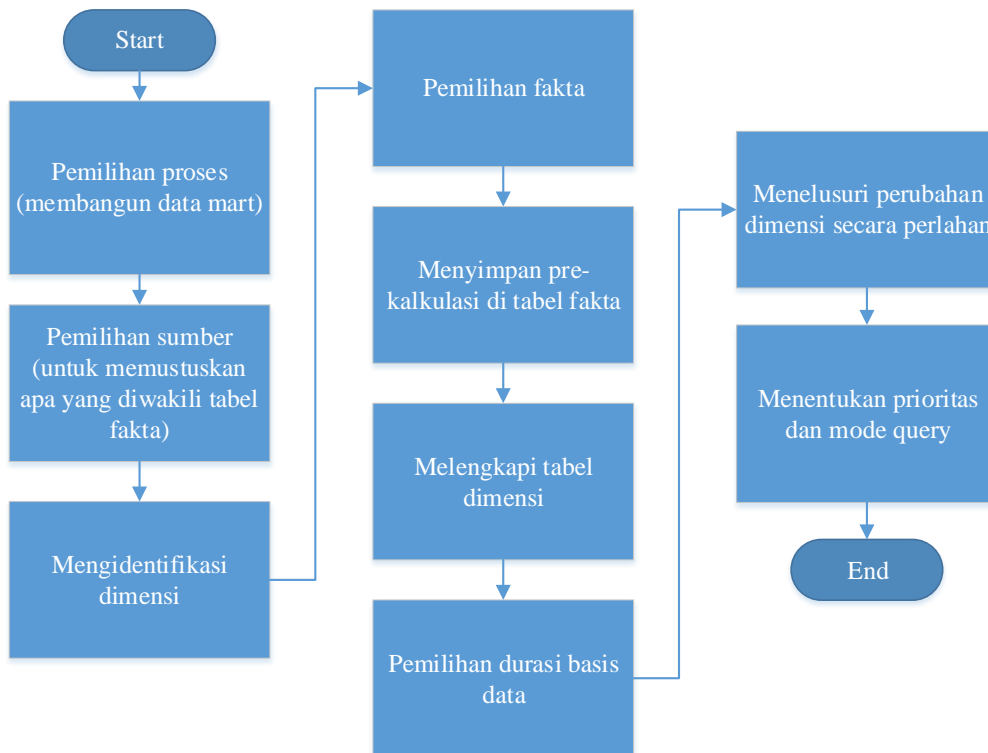 Start
Pemilihan proses
(membangun data mart)
Pemilihan sumber
(untuk memustuskan
apa yang diwakili tabel
fakta)
Mengidentifikasi
dimensi
Pemilihan fakta
Menyimpan pre-
kalkulasi di tabel fakta
Melengkapi tabel
dimensi
Pemilihan durasi basis
data
Menelusuri perubahan
dimensi secara perlahan
Menentukan prioritas
dan mode query
End